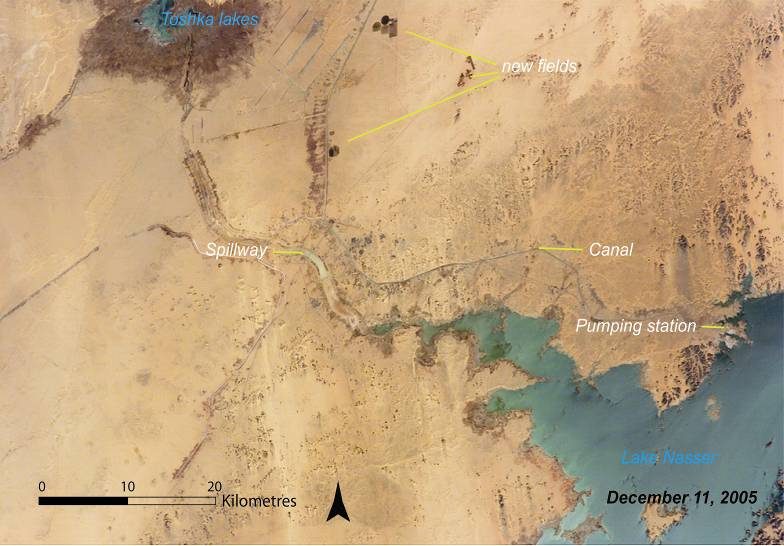 Toshka lakes
new fields
Spillway
Canal
Pumping station
Lake Nasser
December 11, 2005
0 10 20
Kilometres